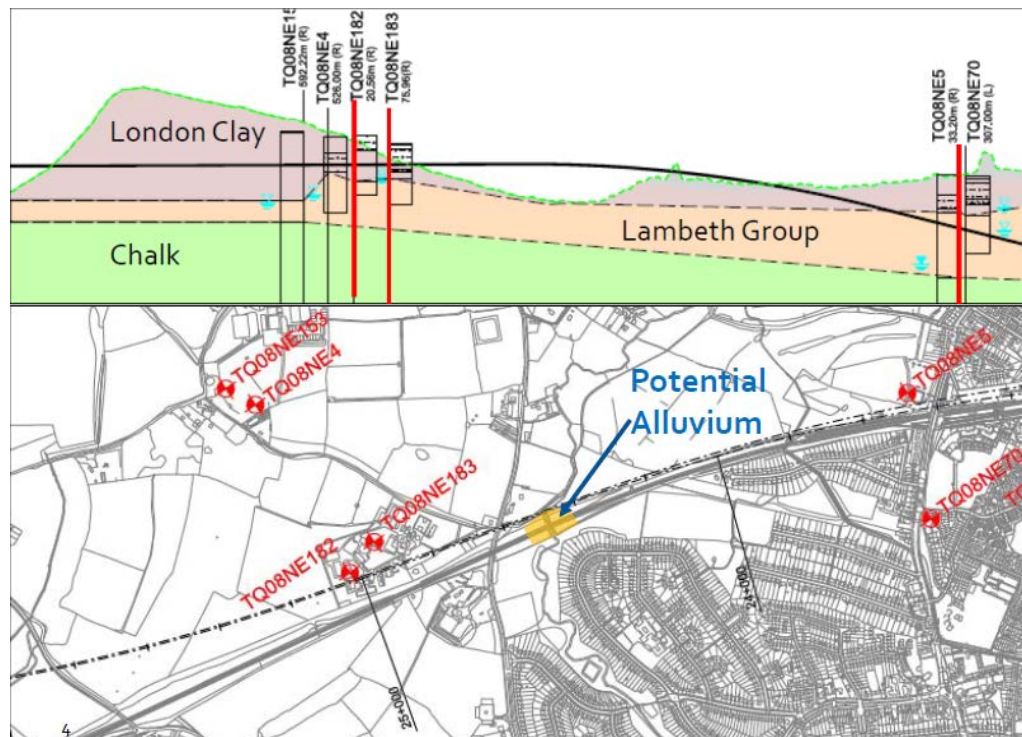 TQ08NE15
592.22m (R)
TQ08NE4
526.00m (R)
TQ08NE182
20.56m (R)
TQ08NE183
75.96(R)
TQ08NE5
33.20m (R)
TQ08NE70
307.00m (L)
London Clay
Lambeth Group
Chalk
TQ08NE153
TQ08NE4
TQ08NE5
Potential
Alluvium
TQ08NE183
TQ08NE70
TQ08NE182
24+000
25+000
4